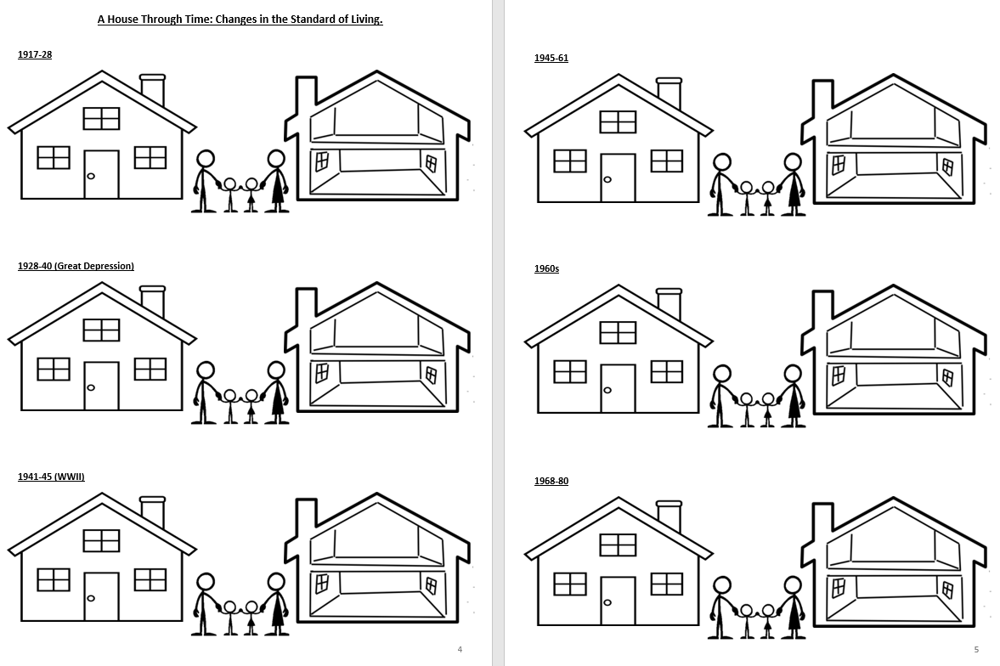 A House Through Time: Changes in the Standard of Living.
1917-28
1928-40 (Great Depression)
1941-45 (WWII)
4
1945-61
1960s
1968-80
5